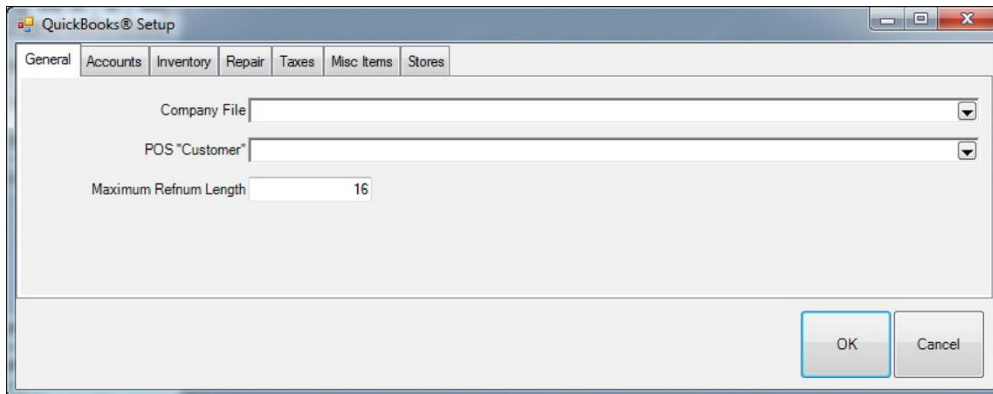 QuickBooks® Setup
General Accounts Inventory Repair Taxes Misc Items Stores
Company File
POS "Customer"
Maximum Refnum Length 16
OK Cancel